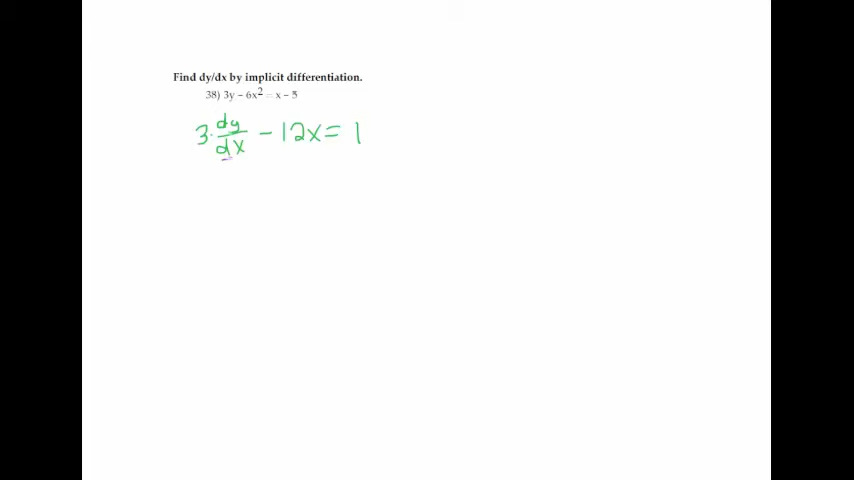 Find dy/dx by implicit differentiation.
38) 3y - 6x² = x - 5
3·dy/dx - 12x = 1